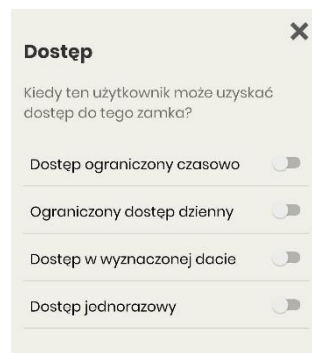 Dostęp
Kiedy ten użytkownik może uzyskać
dostęp do tego zamka?
Dostęp ograniczony czasowo
Ograniczony dostęp dzienny
Dostęp w wyznaczonej dacie
Dostęp jednorazowy